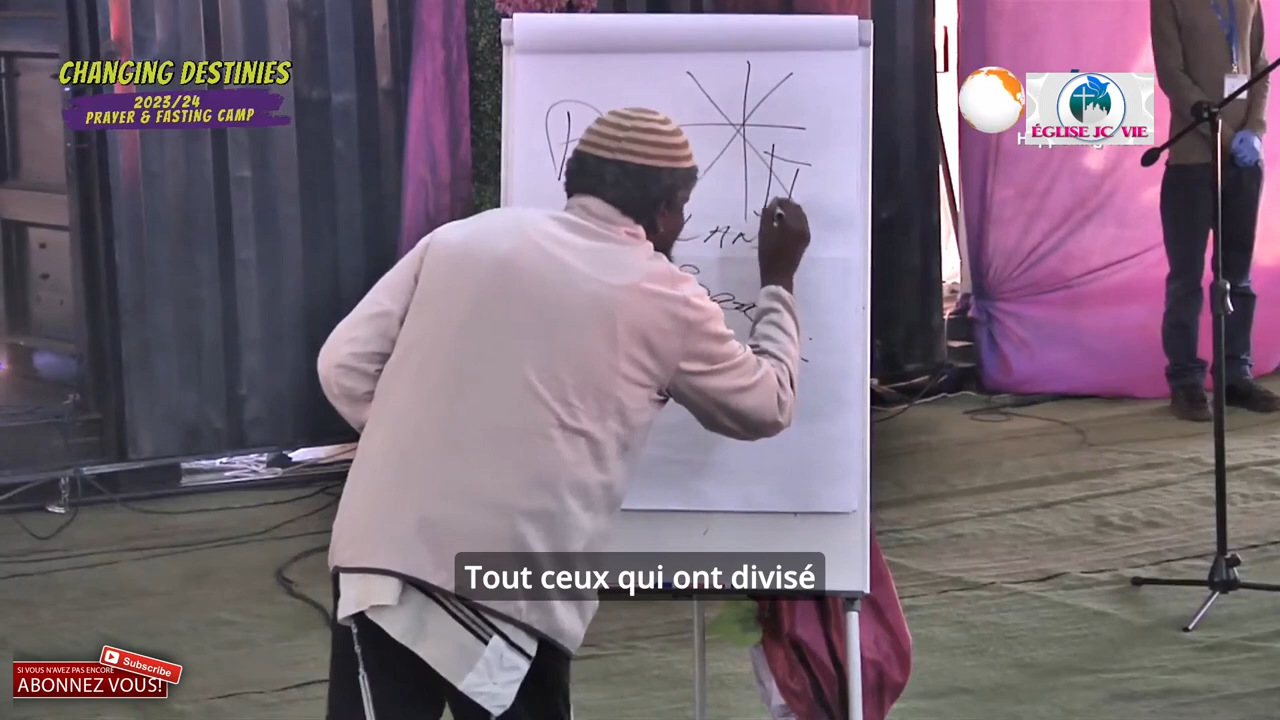 CHANGING DESTINIES
2023/24
PRAYER & FASTING CAMP
ÉGLISE JC VIE
Tout ceux qui ont divisé
Subscribe
SI VOUS N'AVEZ PAS ENCORE
ABONNEZ VOUS!